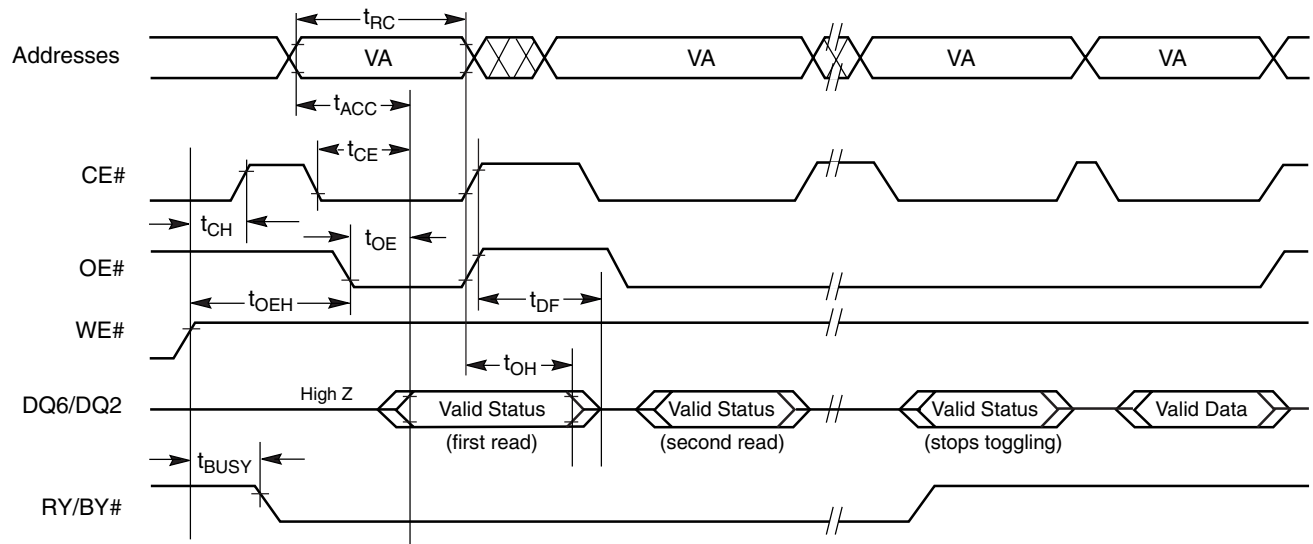 tRC
Addresses VA VA VA VA
tACC
tCE
CE#
tCH
tOE
OE#
tOEH tDF
WE#
tOH
High Z
DQ6/DQ2 Valid Status Valid Status Valid Status Valid Data
(first read) (second read) (stops toggling)
tBUSY
RY/BY#